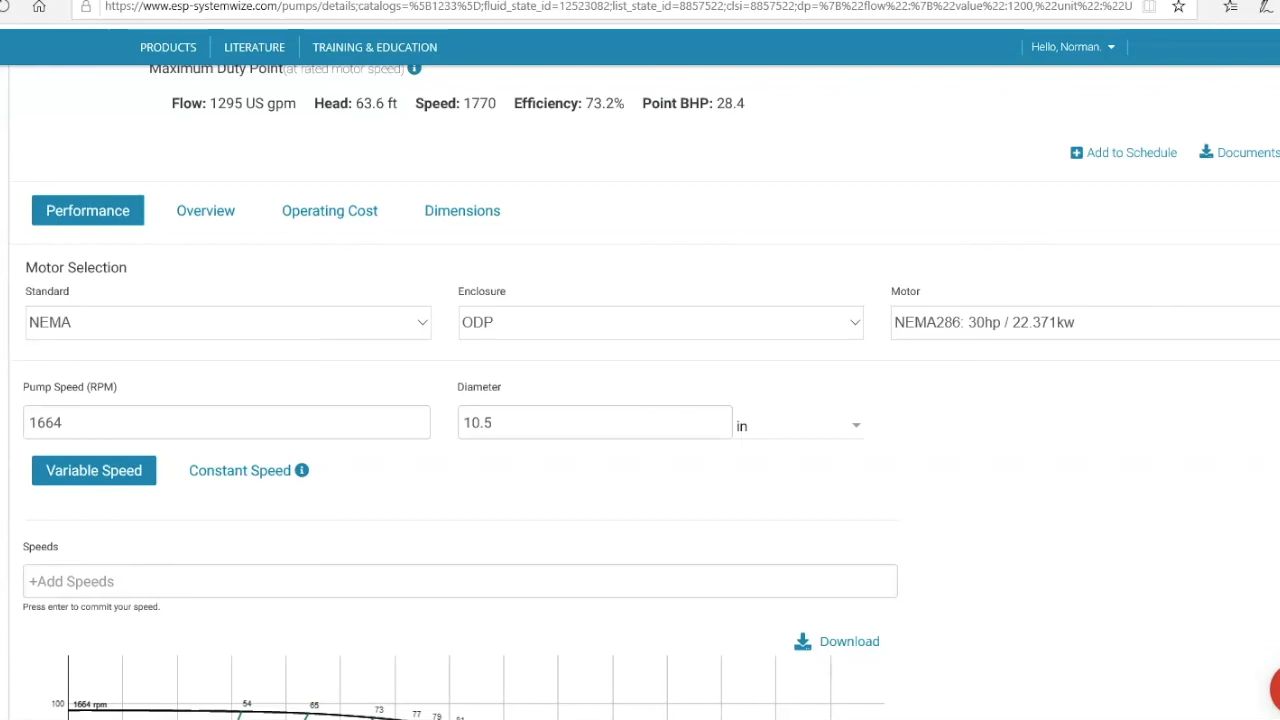 https://www.esp-systemwize.com/pumps/details;catalogs=%5B1233%5D;fluid_state_id=12523082;list_state_id=8857522;clsi=8857522;dp=%7B%22flow%22:%7B%22value%22:1200,%22unit%22:%22U
PRODUCTS LITERATURE TRAINING & EDUCATION Hello, Norman.
Maximum Duty Point(at rated motor speed)
Flow: 1295 US gpm Head: 63.6 ft Speed: 1770 Efficiency: 73.2% Point BHP: 28.4
Add to Schedule Documents
Performance Overview Operating Cost Dimensions
Motor Selection
Standard Enclosure Motor
NEMA ODP NEMA286: 30hp / 22.371kw
Pump Speed (RPM) Diameter
1664 10.5 in
Variable Speed Constant Speed
Speeds
+Add Speeds
Press enter to commit your speed.
Download
100 1664 rpm 54 65 73 77 79 81